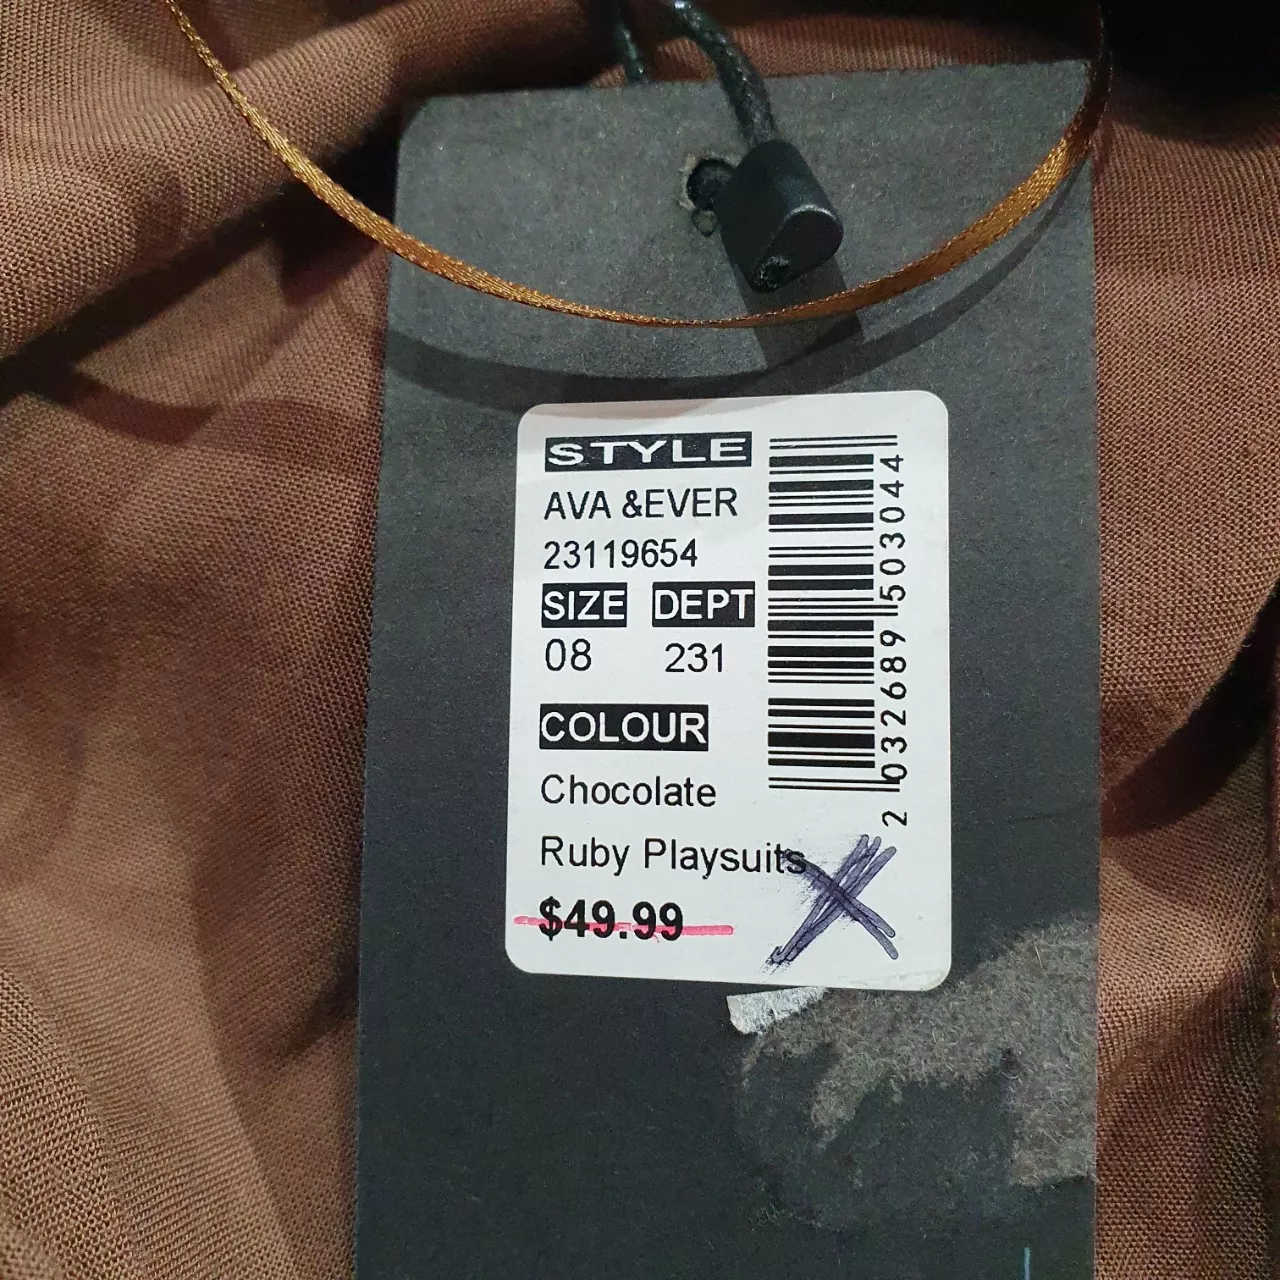 STYLE
AVA &EVER
23119654
SIZE DEPT
08 231
COLOUR
Chocolate
Ruby Playsuits
$49.99
2 032689 503044